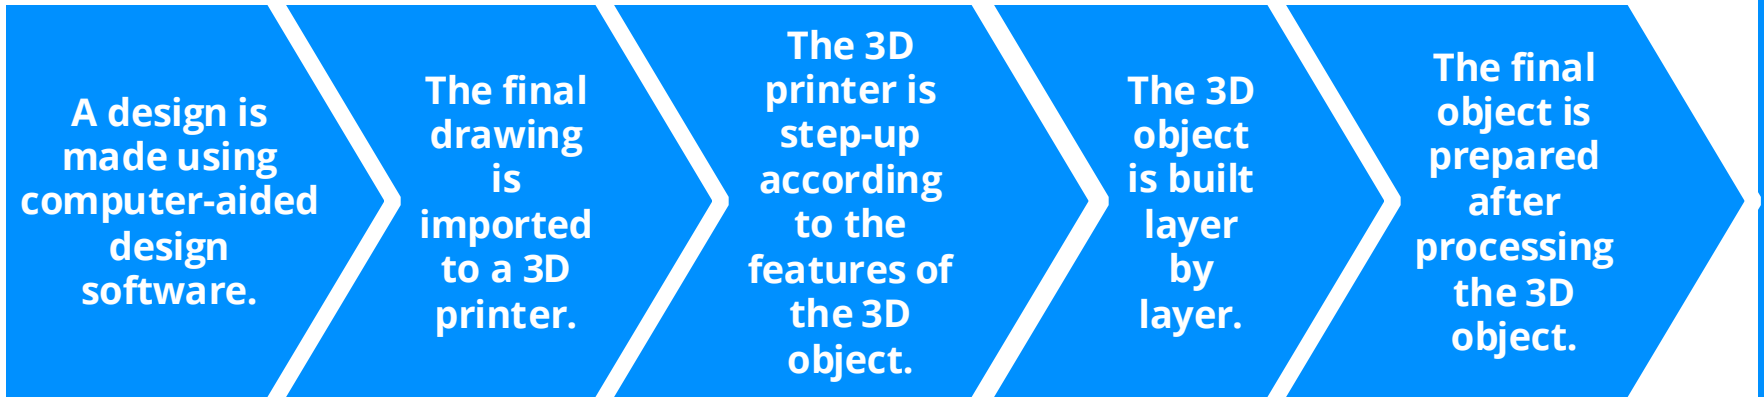 A design is
made using
computer-aided
design
software.
The final
drawing
is
imported
to a 3D
printer.
The 3D
printer is
step-up
according
to the
features of
the 3D
object.
The 3D
object
is built
layer
by
layer.
The final
object is
prepared
after
processing
the 3D
object.